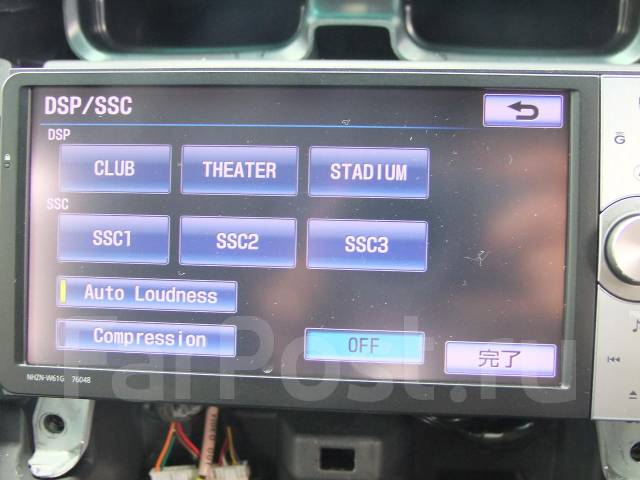 DSP/SSC
DSP
CLUB THEATER STADIUM
SSC
SSC1 SSC2 SSC3
Auto Loudness
Compression OFF 完了
NHZN-W61G 76048
G
FarPost.ru